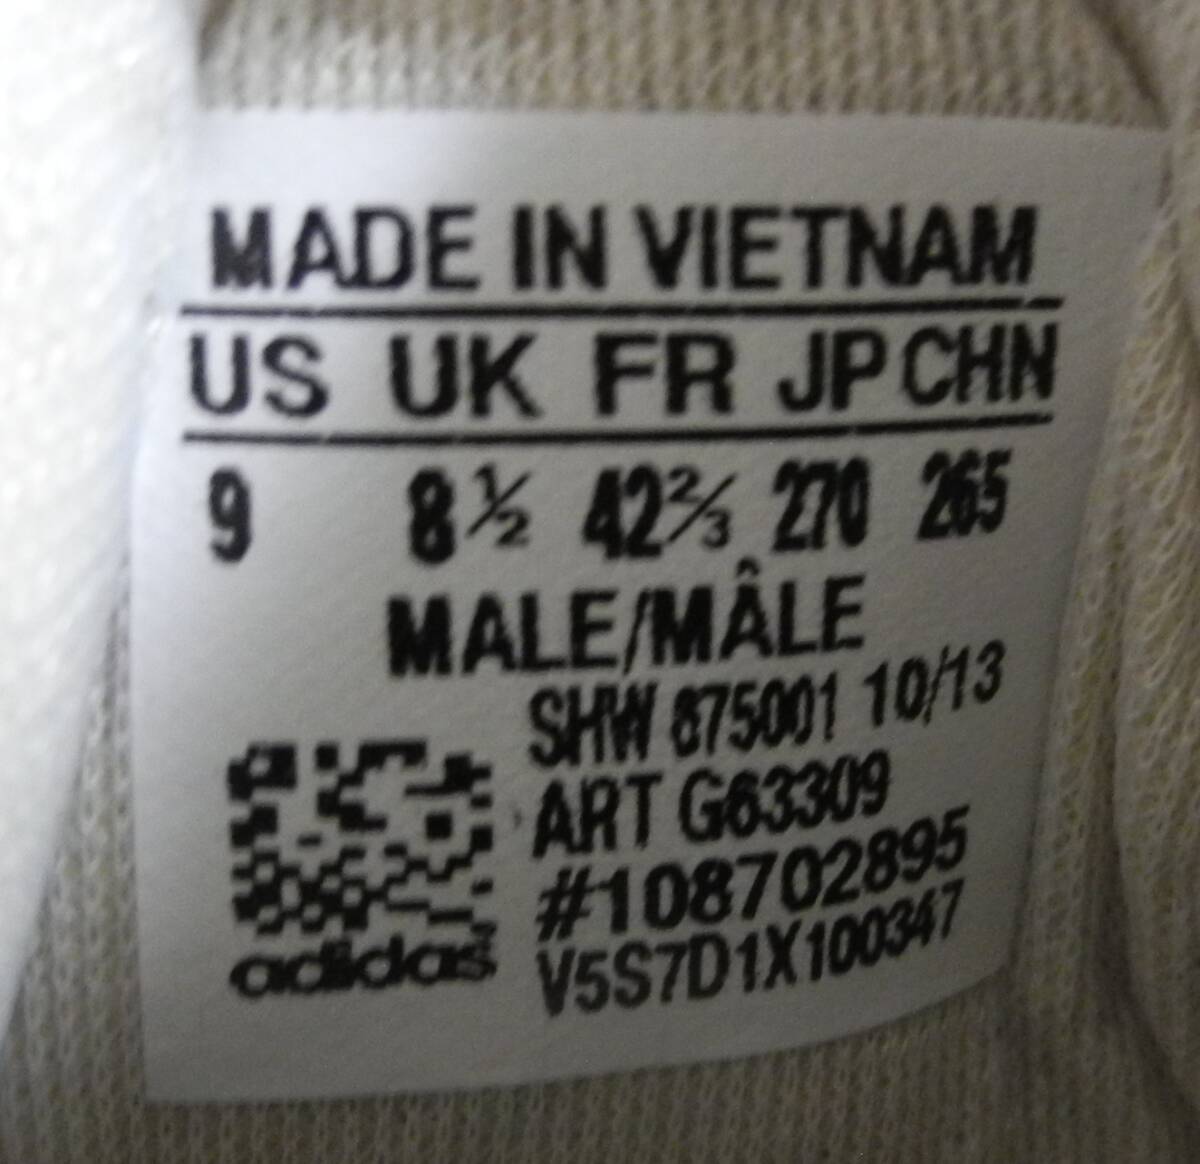 MADE IN VIETNAM
US UK FR JP CHN
9 8½ 42⅔ 270 265
MALE/MÂLE
SHW 875001 10/13
ART G63309
#108702895
V5S7D1X100347
adidas